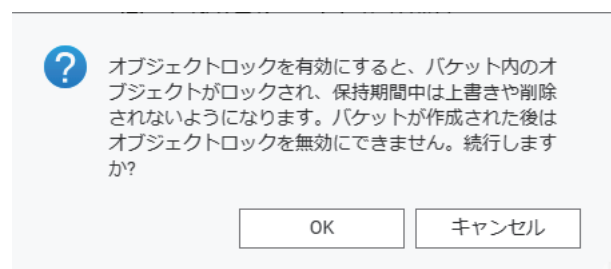 オブジェクトロックを有効にすると、バケット内のオ
ブジェクトがロックされ、保持期間中は上書きや削除
されないようになります。バケットが作成された後は
オブジェクトロックを無効にできません。続行します
か?
OK
キャンセル